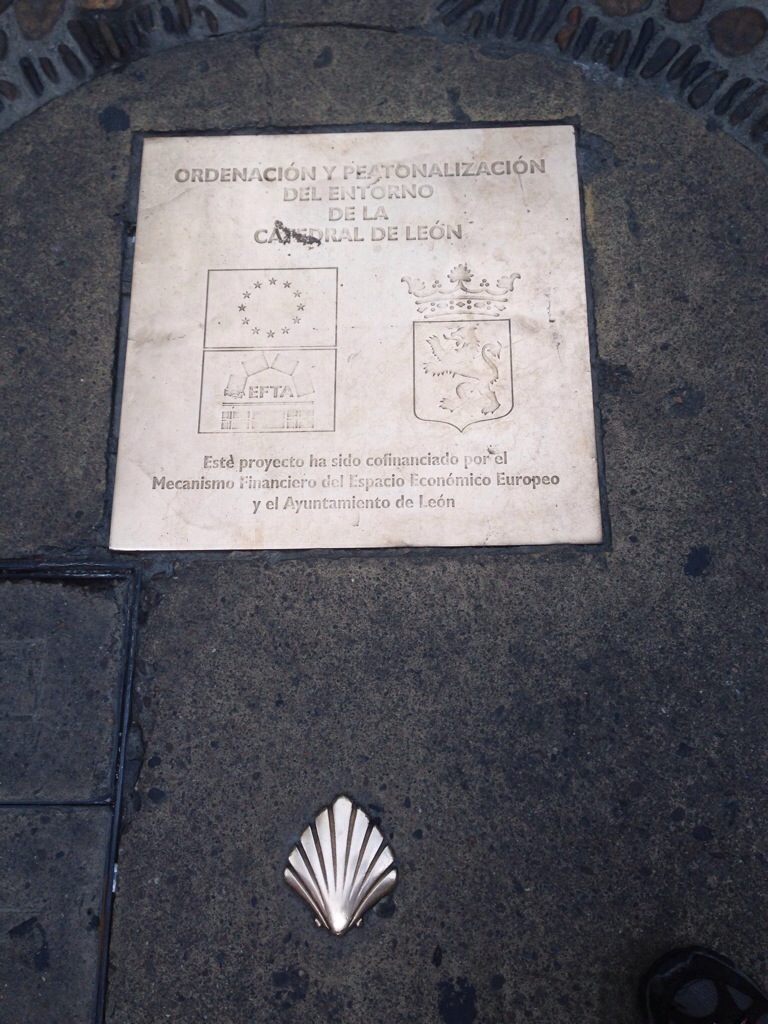 ORDENACIÓN Y PEATONALIZACIÓN
DEL ENTORNO
DE LA
CATEDRAL DE LEÓN
EFTA
Este proyecto ha sido cofinanciado por el
Mecanismo Financiero del Espacio Económico Europeo
y el Ayuntamiento de León